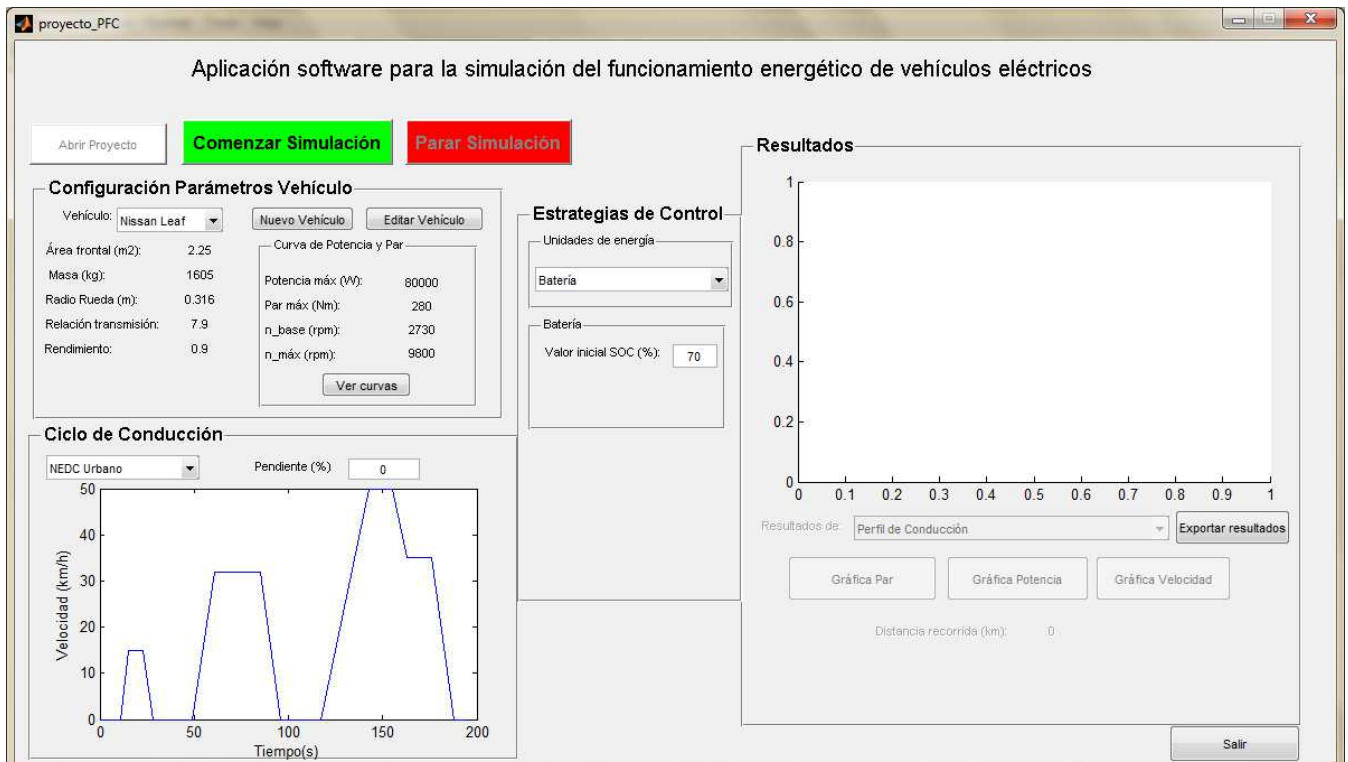 proyecto_PFC
Aplicación software para la simulación del funcionamiento energético de vehículos eléctricos
Abrir Proyecto
Comenzar Simulación
Parar Simulación
Configuración Parámetros Vehículo
Vehículo: Nissan Leaf
Nuevo Vehículo
Editar Vehículo
Área frontal (m2): 2.25
Masa (kg): 1605
Radio Rueda (m): 0.316
Relación transmisión: 7.9
Rendimiento: 0.9
Curva de Potencia y Par
Potencia máx (W): 80000
Par máx (Nm): 280
n_base (rpm): 2730
n_máx (rpm): 9800
Ver curvas
Ciclo de Conducción
NEDC Urbano
Pendiente (%) 0
50
40
30
20
10
0
Velocidad (km/h)
0 50 100 150 200
Tiempo(s)
Estrategias de Control
Unidades de energía
Batería
Batería
Valor inicial SOC (%): 70
Resultados
1
0.8
0.6
0.4
0.2
0
0 0.1 0.2 0.3 0.4 0.5 0.6 0.7 0.8 0.9 1
Resultados de: Perfil de Conducción
Exportar resultados
Gráfica Par
Gráfica Potencia
Gráfica Velocidad
Distancia recorrida (km): 0
Salir